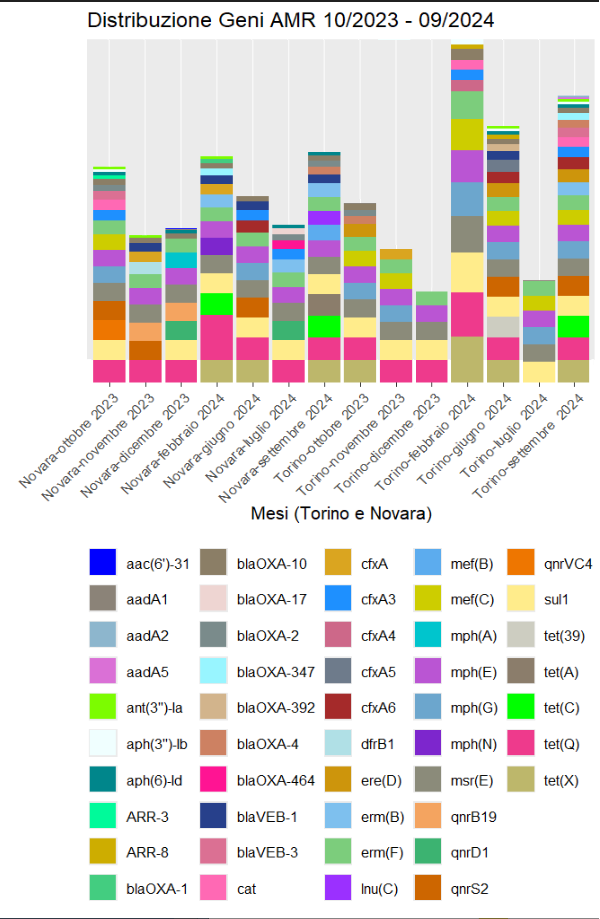 Distribuzione Geni AMR 10/2023 - 09/2024
Novara-ottobre 2023
Novara-novembre 2023
Novara-dicembre 2023
Novara-febbraio 2024
Novara-giugno 2024
Novara-luglio 2024
Novara-settembre 2024
Torino-ottobre 2023
Torino-novembre 2023
Torino-dicembre 2023
Torino-febbraio 2024
Torino-giugno 2024
Torino-luglio 2024
Torino-settembre 2024
Mesi (Torino e Novara)
aac(6')-31 blaOXA-10 cfxA mef(B) qnrVC4
aadA1 blaOXA-17 cfxA3 mef(C) sul1
aadA2 blaOXA-2 cfxA4 mph(A) tet(39)
aadA5 blaOXA-347 cfxA5 mph(E) tet(A)
ant(3'')-Ia blaOXA-392 cfxA6 mph(G) tet(C)
aph(3'')-Ib blaOXA-4 dfrB1 mph(N) tet(Q)
aph(6)-Id blaOXA-464 ere(D) msr(E) tet(X)
ARR-3 blaVEB-1 erm(B) qnrB19
ARR-8 blaVEB-3 erm(F) qnrD1
blaOXA-1 cat lnu(C) qnrS2